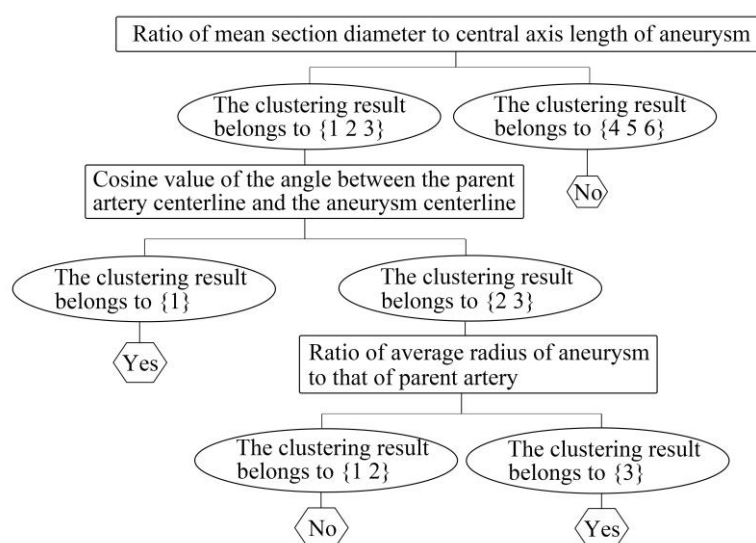 Ratio of mean section diameter to central axis length of aneurysm
The clustering result
belongs to {1 2 3}
The clustering result
belongs to {4 5 6}
No
Cosine value of the angle between the parent
artery centerline and the aneurysm centerline
The clustering result
belongs to {1}
The clustering result
belongs to {2 3}
Yes
Ratio of average radius of aneurysm
to that of parent artery
The clustering result
belongs to {1 2}
The clustering result
belongs to {3}
No
Yes